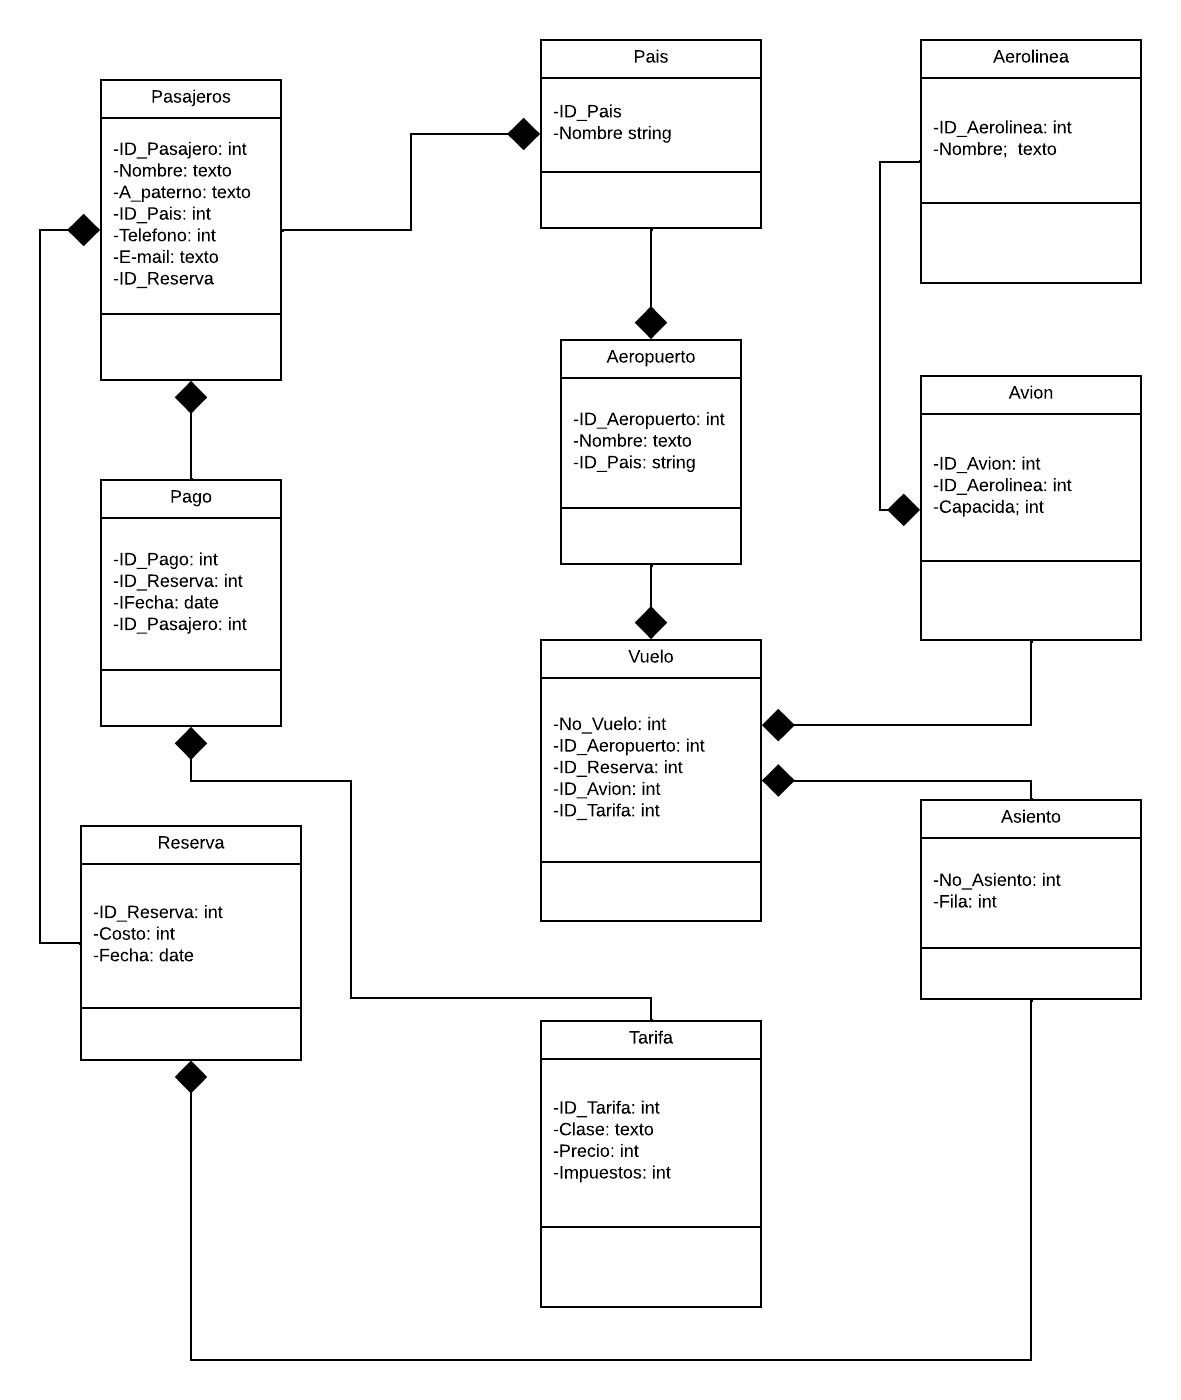 Pasajeros
-ID_Pasajero: int
-Nombre: texto
-A_paterno: texto
-ID_Pais: int
-Telefono: int
-E-mail: texto
-ID_Reserva
Pais
-ID_Pais
-Nombre string
Aerolinea
-ID_Aerolinea: int
-Nombre;  texto
Aeropuerto
-ID_Aeropuerto: int
-Nombre: texto
-ID_Pais: string
Avion
-ID_Avion: int
-ID_Aerolinea: int
-Capacida; int
Pago
-ID_Pago: int
-ID_Reserva: int
-IFecha: date
-ID_Pasajero: int
Vuelo
-No_Vuelo: int
-ID_Aeropuerto: int
-ID_Reserva: int
-ID_Avion: int
-ID_Tarifa: int
Asiento
-No_Asiento: int
-Fila: int
Reserva
-ID_Reserva: int
-Costo: int
-Fecha: date
Tarifa
-ID_Tarifa: int
-Clase: texto
-Precio: int
-Impuestos: int